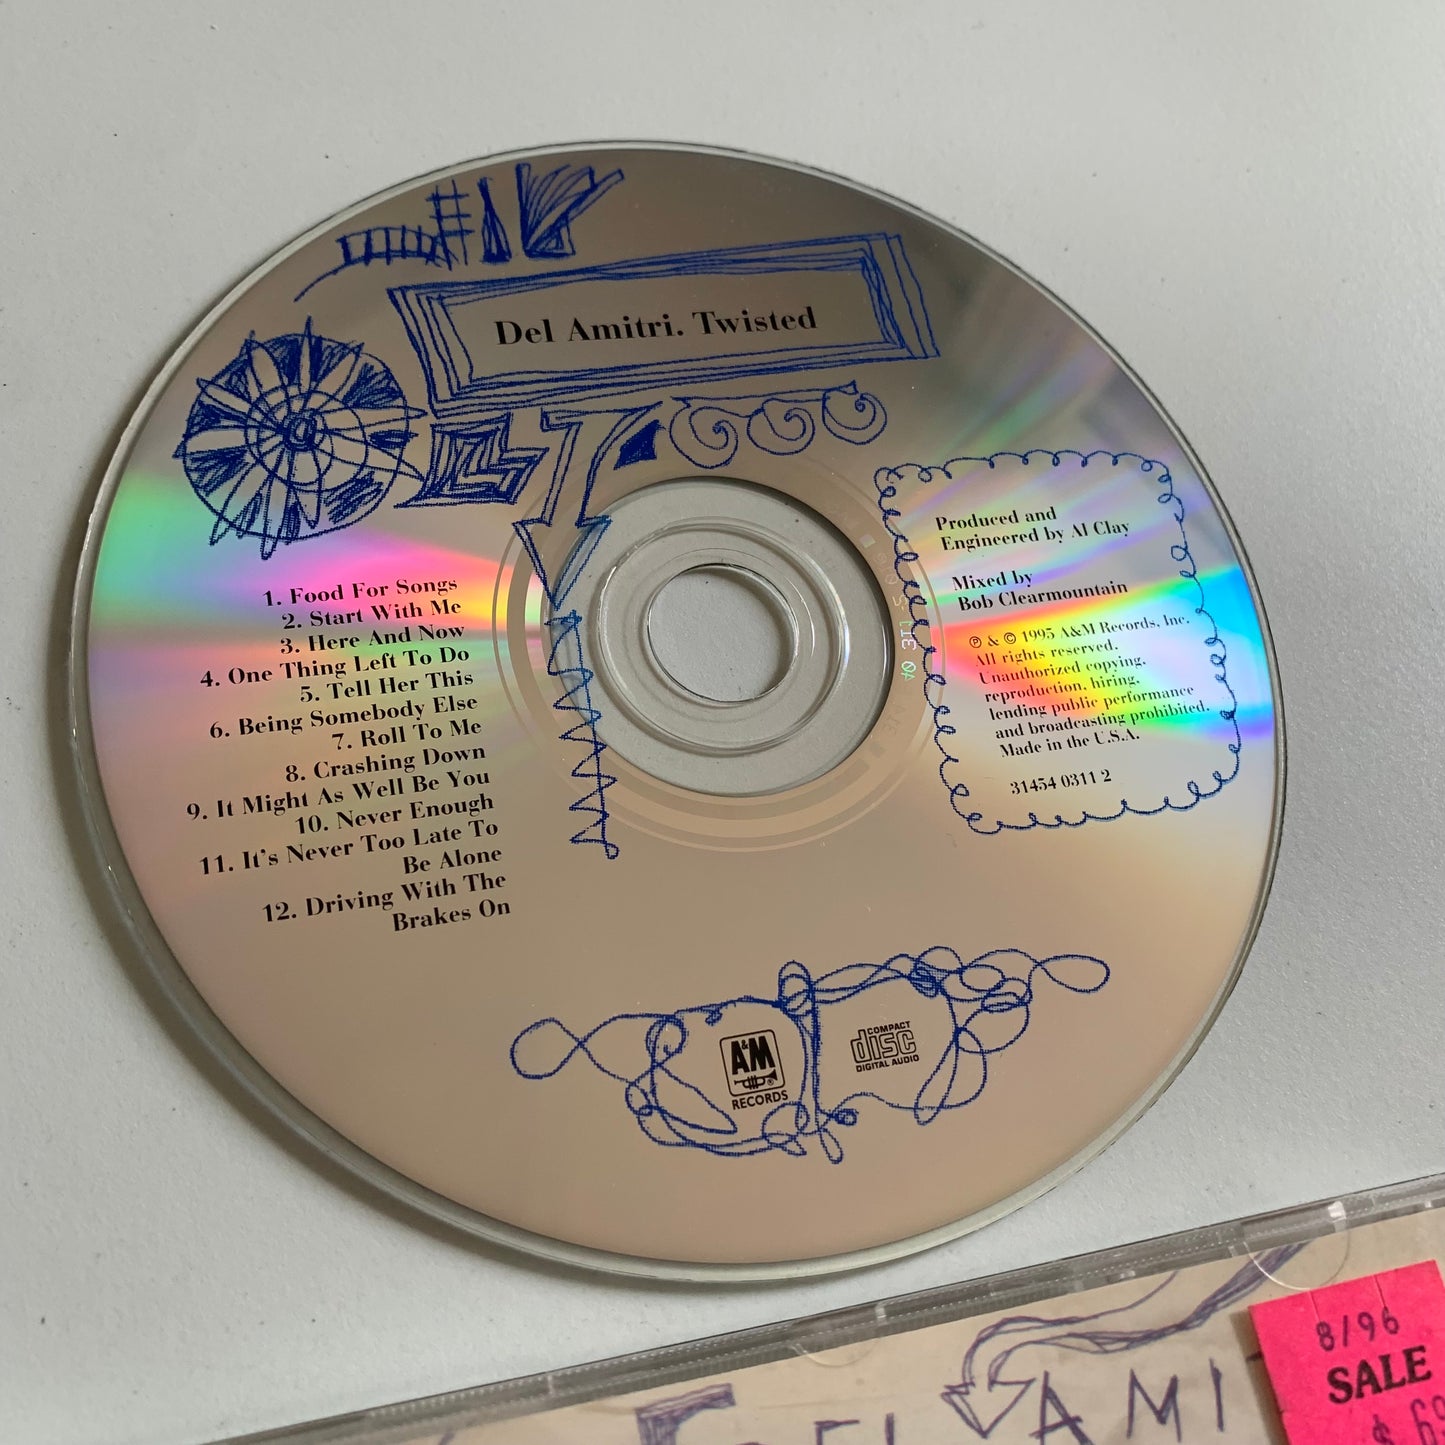 Del Amitri. Twisted
1. Food For Songs
2. Start With Me
3. Here And Now
4. One Thing Left To Do
5. Tell Her This
6. Being Somebody Else
7. Roll To Me
8. Crashing Down
9. It Might As Well Be You
10. Never Enough
11. It's Never Too Late To
Be Alone
12. Driving With The
Brakes On
Produced and
Engineered by Al Clay
Mixed by
Bob Clearmountain
℗ & © 1995 A&M Records, Inc.
All rights reserved.
Unauthorized copying,
reproduction, hiring,
lending public performance
and broadcasting prohibited.
Made in the U.S.A.
31454 0311 2
A&M
RECORDS
COMPACT
disc
DIGITAL AUDIO
8/96
SALE
DEL AMI